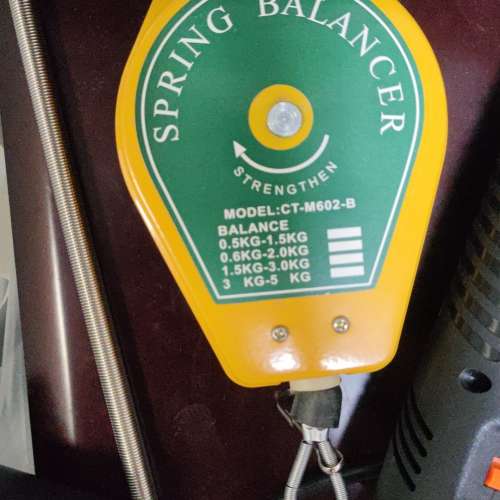 SPRING BALANCER
STRENGTHEN
MODEL:CT-M602-B
BALANCE
0.5KG-1.5KG
0.6KG-2.0KG
1.5KG-3.0KG
3 KG-5 KG